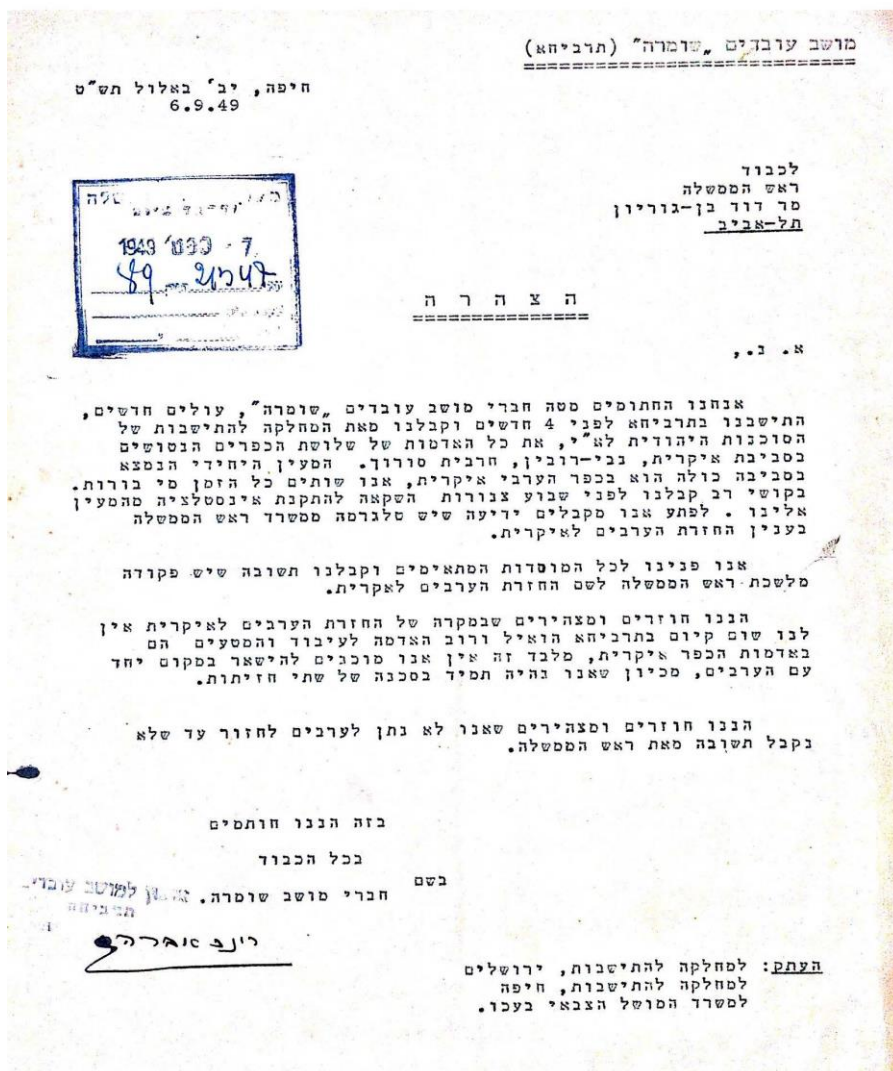 מושב עובדים „שומרה” (תרביחא)
חיפה, יב' באלול תש"ט
6.9.49
לכבוד
ראש הממשלה
מר דוד בן-גוריון
תל-אביב
7 - ספט' 1949
ה צ ה ר ה
א. נ.,
אנחנו החתומים מטה חברי מושב עובדים „שומרה”, עולים חדשים,
התישבנו בתרביחא לפני 4 חדשים וקבלנו מאת המחלקה להתישבות של
הסוכנות היהודית לא"י, את כל האדמות של שלושת הכפרים הנטושים
בסביבת איקרית, נבי-רובין, חרבית סורוך. המעין היחידי הנמצא
בסביבה כולה הוא בכפר הערבי איקרית, אנו שותים כל הזמן מי בורות.
בקושי רב קבלנו לפני שבוע צנורות השקאה להתקנת אינסטלציה מהמעין
אלינו . לפתע אנו מקבלים ידיעה שיש טלגרמה ממשרד ראש הממשלה
בענין החזרת הערבים לאיקרית.
אנו פנינו לכל המוסדות המתאימים וקבלנו תשובה שיש פקודה
מלשכת ראש הממשלה לשם החזרת הערבים לאקרית.
הננו חוזרים ומצהירים שבמקרה של החזרת הערבים לאיקרית אין
לנו שום קיום בתרביחא הואיל ורוב האדמה לעיבוד והמטעים הם
באדמות הכפר איקרית, מלבד זה אין אנו מוכנים להישאר במקום יחד
עם הערבים, מכיון שאנו נהיה תמיד בסכנה של שתי חזיתות.
הננו חוזרים ומצהירים שאנו לא נתן לערבים לחזור עד שלא
נקבל תשובה מאת ראש הממשלה.
בזה הננו חותמים
בכל הכבוד
בשם
חברי מושב שומרה.
למושב עובדים
תרביחא
העתק: למחלקה להתישבות, ירושלים
למחלקה להתישבות, חיפה
למשרד המושל הצבאי בעכו.